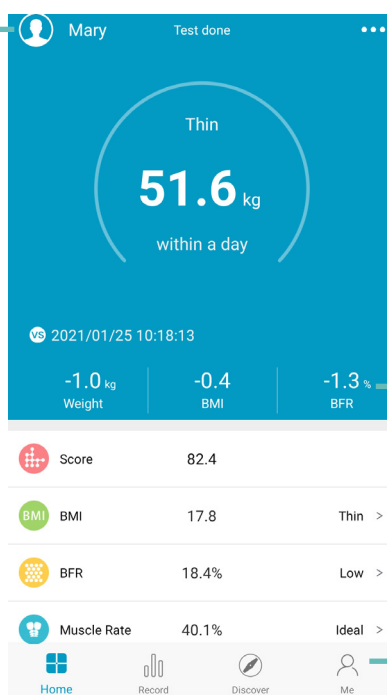 Mary Test done
Thin
51.6 kg
within a day
VS 2021/01/25 10:18:13
-1.0 kg -0.4 -1.3 %
Weight BMI BFR
Score 82.4
BMI BMI 17.8 Thin >
BFR 18.4% Low >
Muscle Rate 40.1% Ideal >
Home Record Discover Me